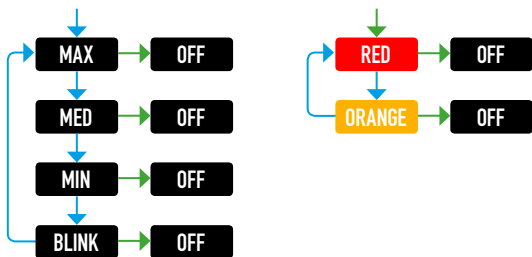 MAX OFF
MED OFF
MIN OFF
BLINK OFF
RED OFF
ORANGE OFF